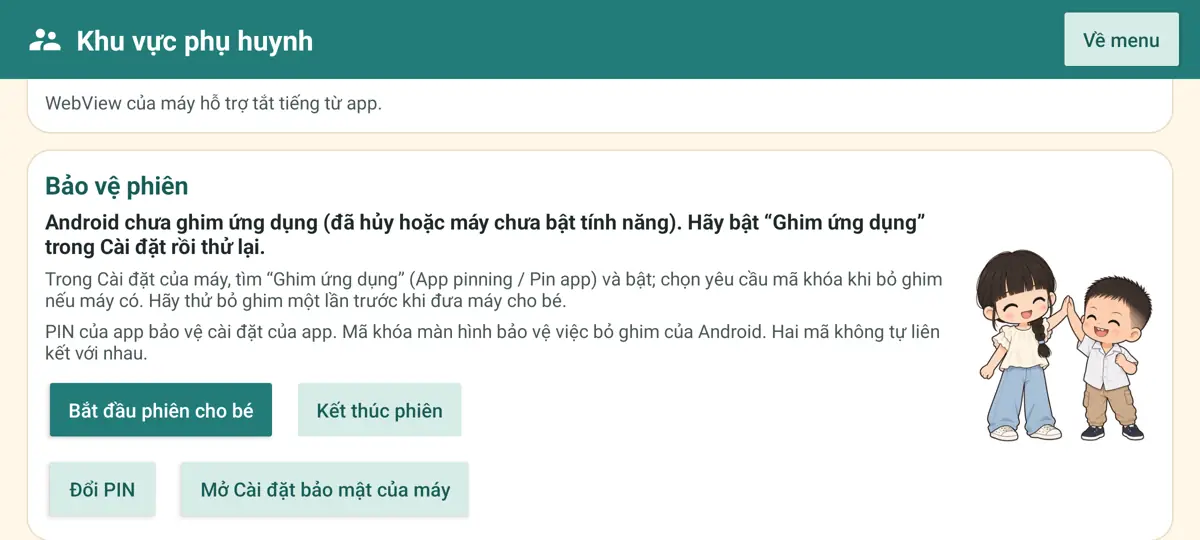 Khu vực phụ huynh
Về menu
WebView của máy hỗ trợ tắt tiếng từ app.
Bảo vệ phiên
Android chưa ghim ứng dụng (đã hủy hoặc máy chưa bật tính năng). Hãy bật “Ghim ứng dụng”
trong Cài đặt rồi thử lại.
Trong Cài đặt của máy, tìm “Ghim ứng dụng” (App pinning / Pin app) và bật; chọn yêu cầu mã khóa khi bỏ ghim
nếu máy có. Hãy thử bỏ ghim một lần trước khi đưa máy cho bé.
PIN của app bảo vệ cài đặt của app. Mã khóa màn hình bảo vệ việc bỏ ghim của Android. Hai mã không tự liên
kết với nhau.
Bắt đầu phiên cho bé
Kết thúc phiên
Đổi PIN
Mở Cài đặt bảo mật của máy